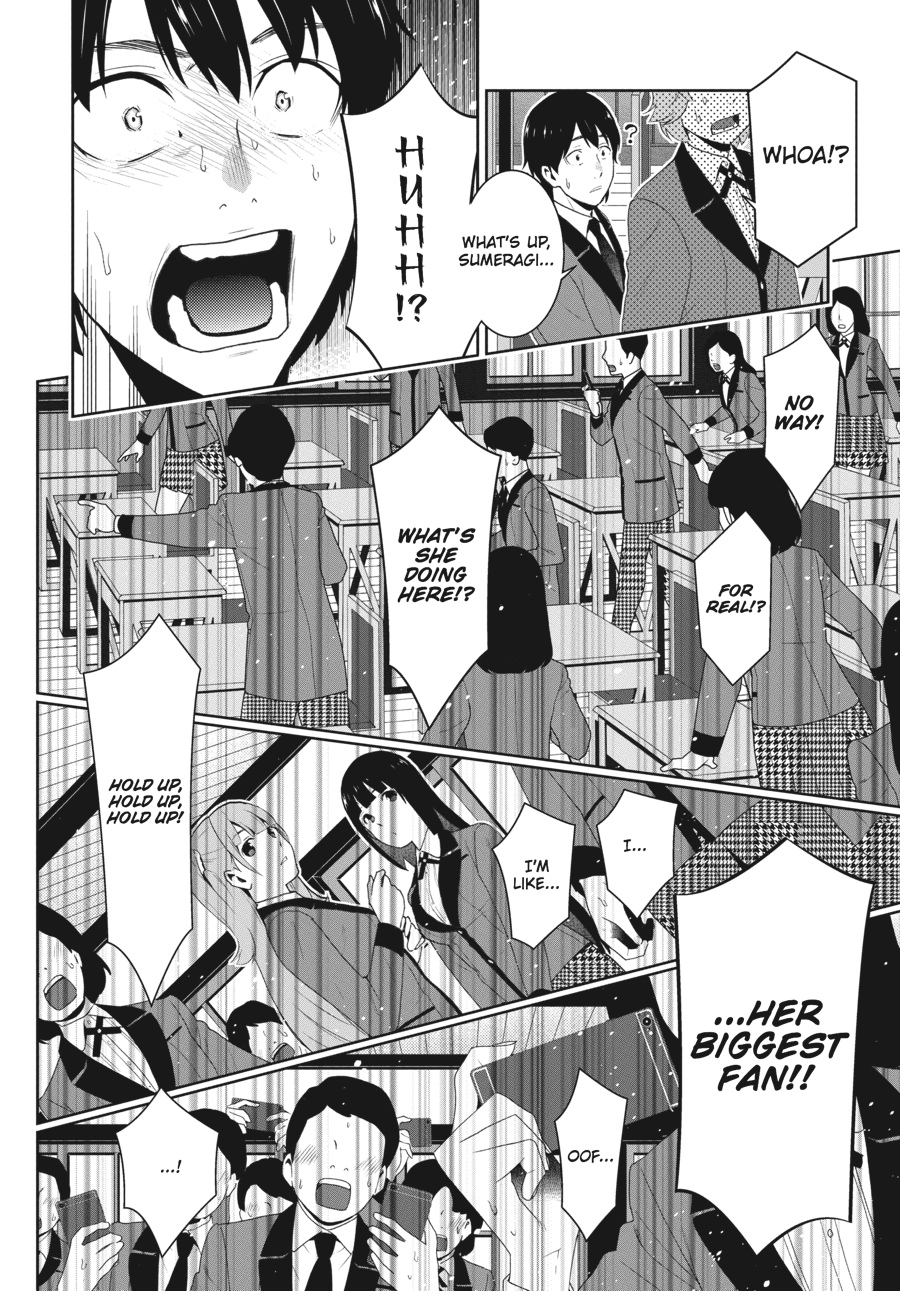 WHOA!?
?
WHAT'S UP,
SUMERAGI...
HUHH!?
NO
WAY!
FOR
REAL!?
WHAT'S
SHE
DOING
HERE!?
I...
I'M
LIKE...
HOLD UP,
HOLD UP,
HOLD UP!
...HER
BIGGEST
FAN!!
OOF...
...!